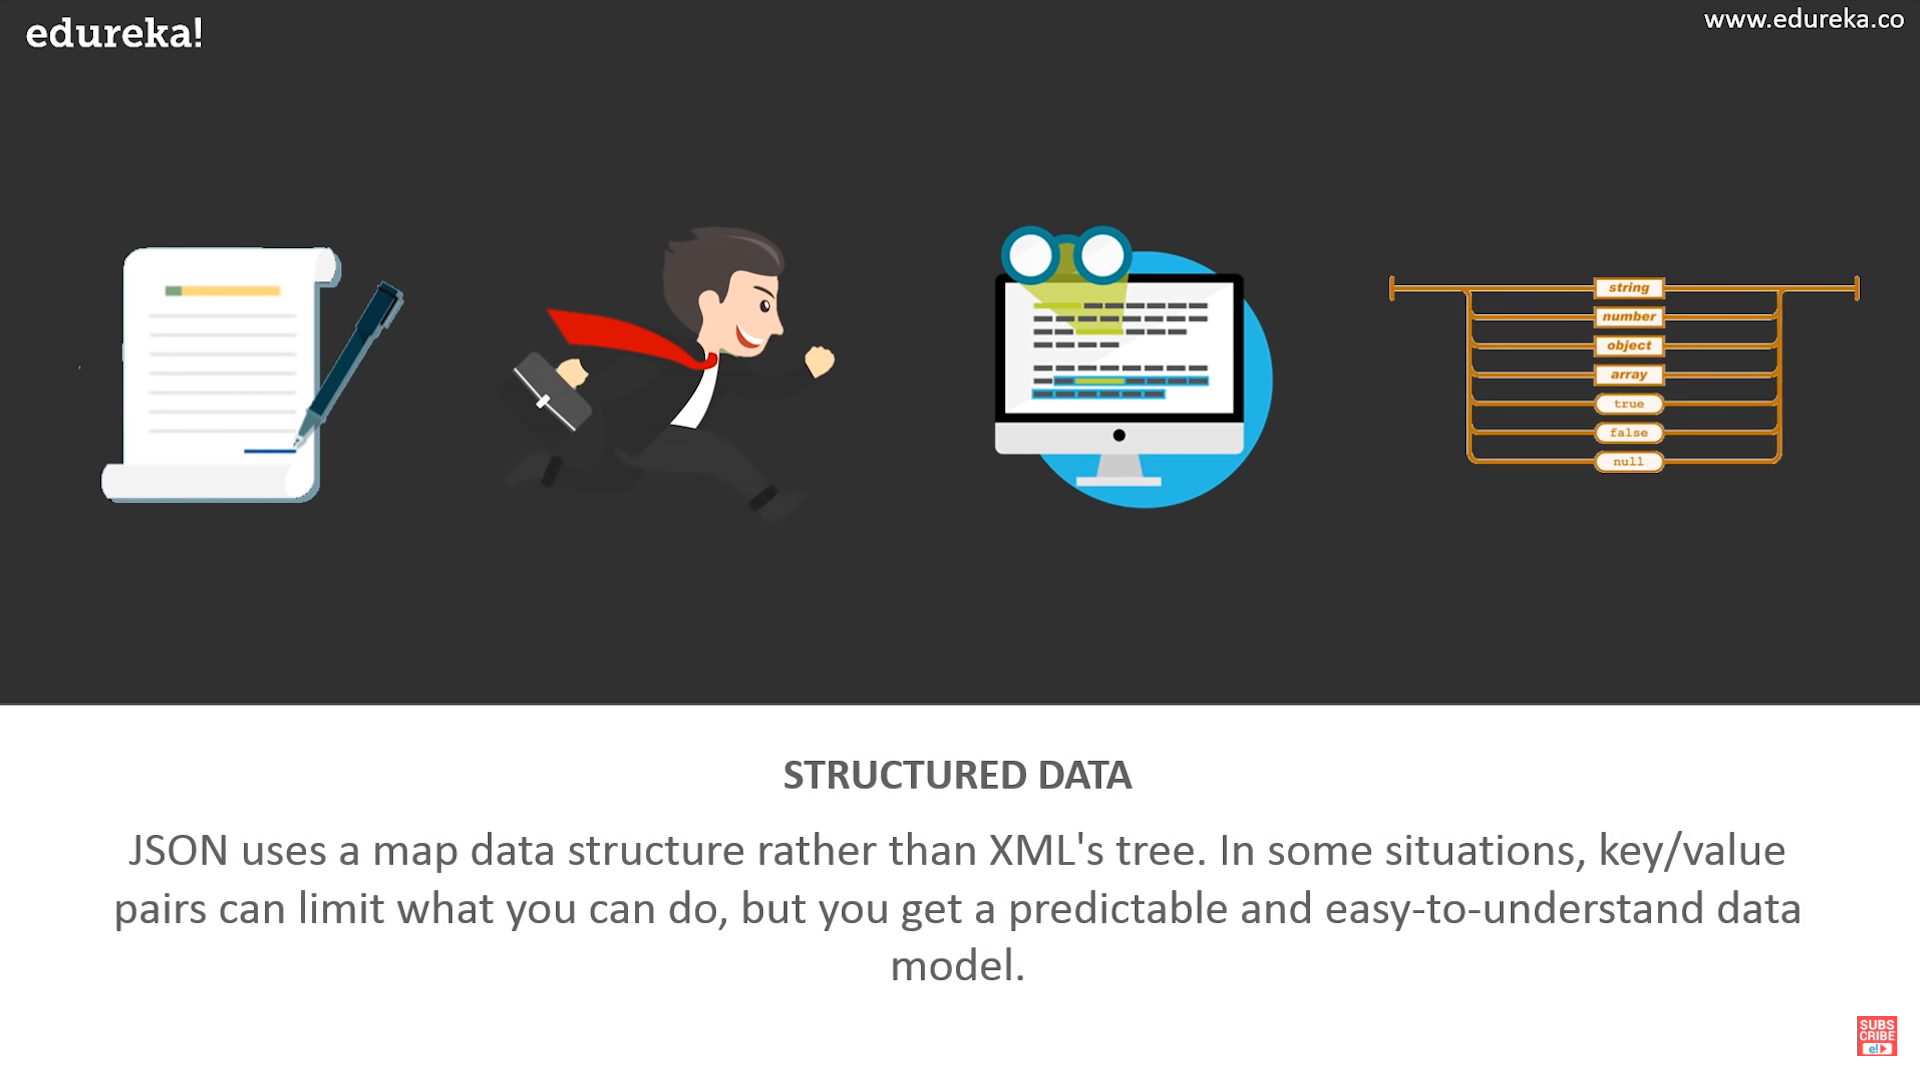 edureka!
www.edureka.co
string
number
object
array
true
false
null
STRUCTURED DATA
JSON uses a map data structure rather than XML's tree. In some situations, key/value
pairs can limit what you can do, but you get a predictable and easy-to-understand data
model.
SUBS
CRIBE
e!